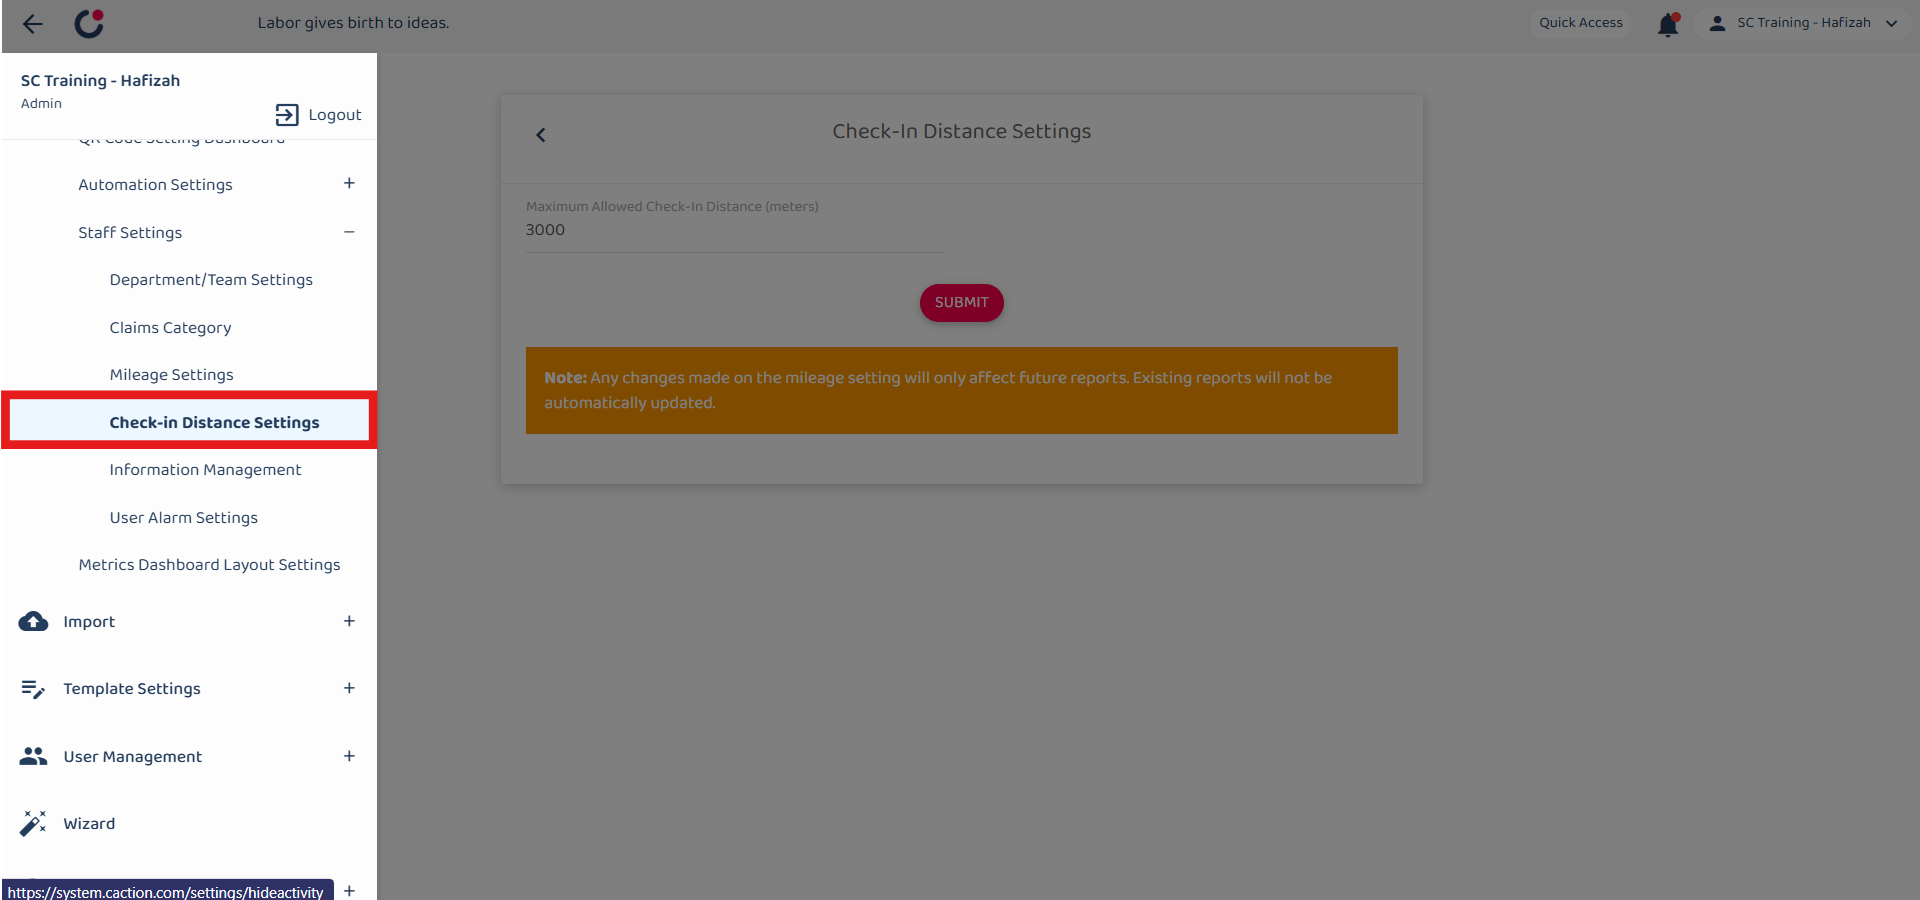 Labor gives birth to ideas.
Quick Access
SC Training - Hafizah
SC Training - Hafizah
Admin
Logout
QR Code Setting Dashboard
Automation Settings +
Staff Settings −
Department/Team Settings
Claims Category
Mileage Settings
Check-in Distance Settings
Information Management
User Alarm Settings
Metrics Dashboard Layout Settings
Import +
Template Settings +
User Management +
Wizard
+
https://system.caction.com/settings/hideactivity
Check-In Distance Settings
Maximum Allowed Check-In Distance (meters)
3000
SUBMIT
Note: Any changes made on the mileage setting will only affect future reports. Existing reports will not be
automatically updated.